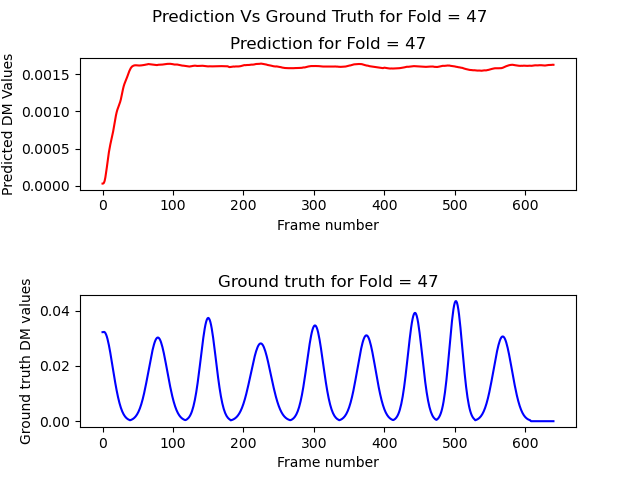 Prediction Vs Ground Truth for Fold = 47
Prediction for Fold = 47
Predicted DM Values
0.0015
0.0010
0.0005
0.0000
0 100 200 300 400 500 600
Frame number
Ground truth for Fold = 47
Ground truth DM values
0.04
0.02
0.00
0 100 200 300 400 500 600
Frame number